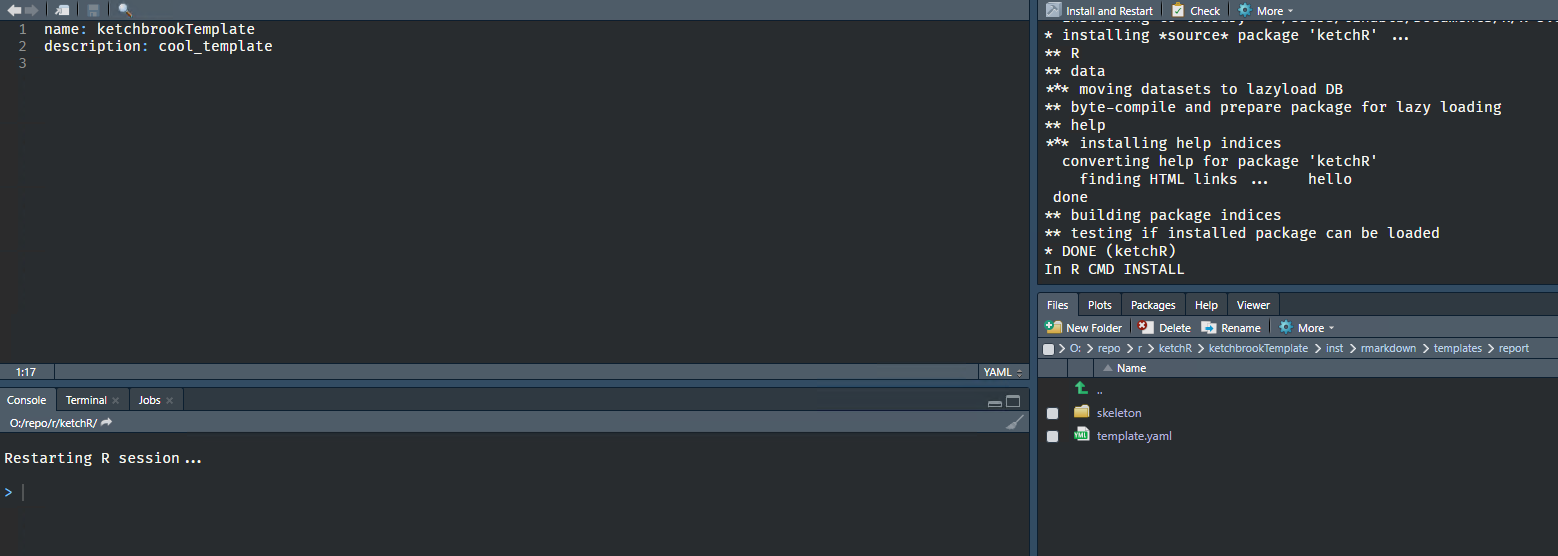 1 name: ketchbrookTemplate
2 description: cool_template
3
1:17
YAML
Console Terminal Jobs
O:/repo/r/ketchR/
Restarting R session...
>
Install and Restart Check More
* installing *source* package 'ketchR' ...
** R
** data
*** moving datasets to lazyload DB
** byte-compile and prepare package for lazy loading
** help
*** installing help indices
converting help for package 'ketchR'
finding HTML links ... hello
done
** building package indices
** testing if installed package can be loaded
* DONE (ketchR)
In R CMD INSTALL
Files Plots Packages Help Viewer
New Folder Delete Rename More
O: repo r ketchR ketchbrookTemplate inst rmarkdown templates report
Name
..
skeleton
template.yaml